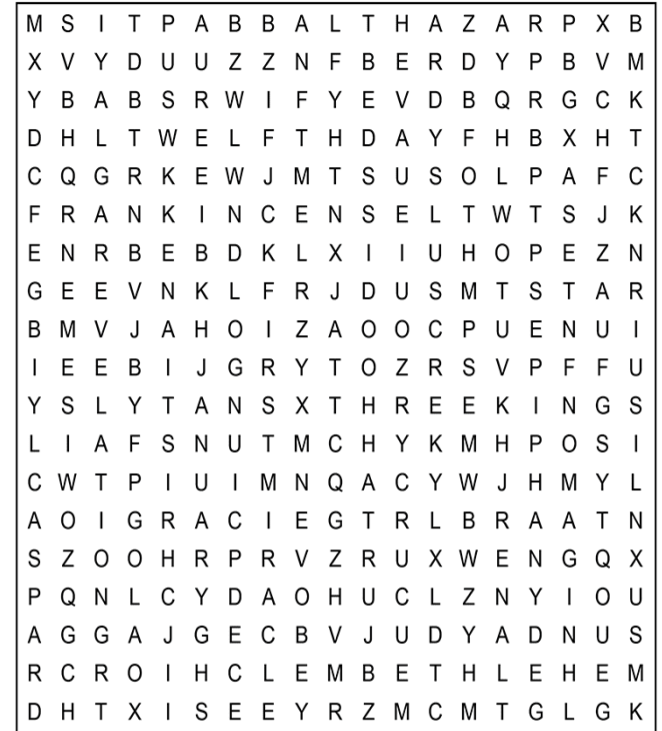 M S I T P A B B A L T H A Z A R P X B
X V Y D U U Z Z N F B E R D Y P B V M
Y B A B S R W I F Y E V D B Q R G C K
D H L T W E L F T H D A Y F H B X H T
C Q G R K E W J M T S U S O L P A F C
F R A N K I N C E N S E L T W T S J K
E N R B E B D K L X I I U H O P E Z N
G E E V N K L F R J D U S M T S T A R
B M V J A H O I Z A O O C P U E N U I
I E E B I J G R Y T O Z R S V P F F U
Y S L Y T A N S X T H R E E K I N G S
L I A F S N U T M C H Y K M H P O S I
C W T P I U I M N Q A C Y W J H M Y L
A O I G R A C I E G T R L B R A A T N
S Z O O H R P R V Z R U X W E N G Q X
P Q N L C Y D A O H U C L Z N Y I O U
A G G A J G E C B V J U D Y A D N U S
R C R O I H C L E M B E T H L E H E M
D H T X I S E E Y R Z M C M T G L G K